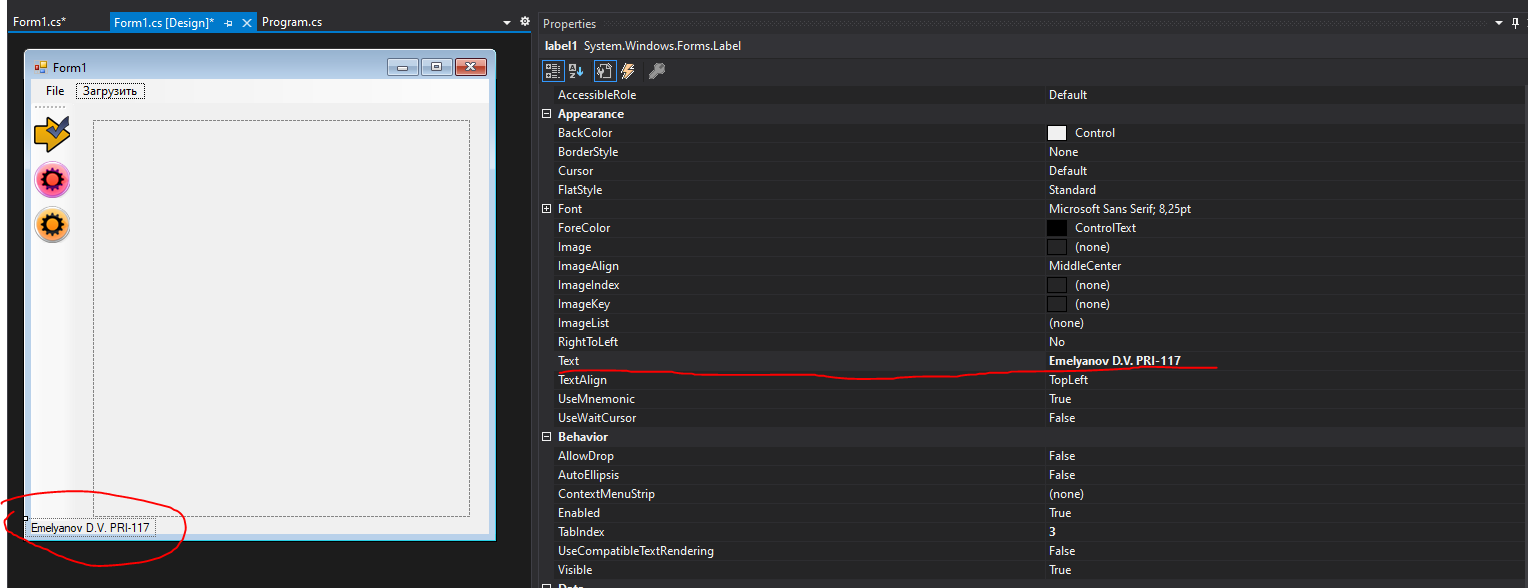 Form1.cs*
Form1.cs [Design]*
Program.cs
Form1
File
Загрузить
Emelyanov D.V. PRI-117
Properties
label1 System.Windows.Forms.Label
AccessibleRole Default
Appearance
BackColor Control
BorderStyle None
Cursor Default
FlatStyle Standard
Font Microsoft Sans Serif; 8,25pt
ForeColor ControlText
Image (none)
ImageAlign MiddleCenter
ImageIndex (none)
ImageKey (none)
ImageList (none)
RightToLeft No
Text Emelyanov D.V. PRI-117
TextAlign TopLeft
UseMnemonic True
UseWaitCursor False
Behavior
AllowDrop False
AutoEllipsis False
ContextMenuStrip (none)
Enabled True
TabIndex 3
UseCompatibleTextRendering False
Visible True